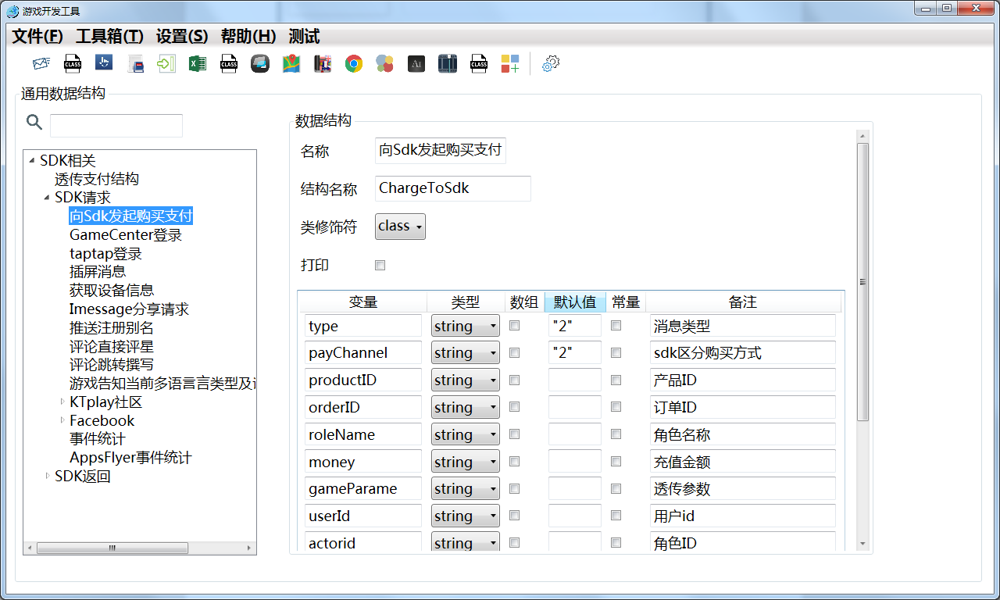 游戏开发工具
文件(F) 工具箱(T) 设置(S) 帮助(H) 测试
CLASS CLASS Ai CLASS
通用数据结构
SDK相关
透传支付结构
SDK请求
向Sdk发起购买支付
GameCenter登录
taptap登录
插屏消息
获取设备信息
Imessage分享请求
推送注册别名
评论直接评星
评论跳转撰写
游戏告知当前多语言言类型及
KTplay社区
Facebook
事件统计
AppsFlyer事件统计
SDK返回
数据结构
名称 向Sdk发起购买支付
结构名称 ChargeToSdk
类修饰符 class
打印
变量 类型 数组 默认值 常量 备注
type string "2" 消息类型
payChannel string "2" sdk区分购买方式
productID string 产品ID
orderID string 订单ID
roleName string 角色名称
money string 充值金额
gameParame string 透传参数
userId string 用户id
actorid string 角色ID